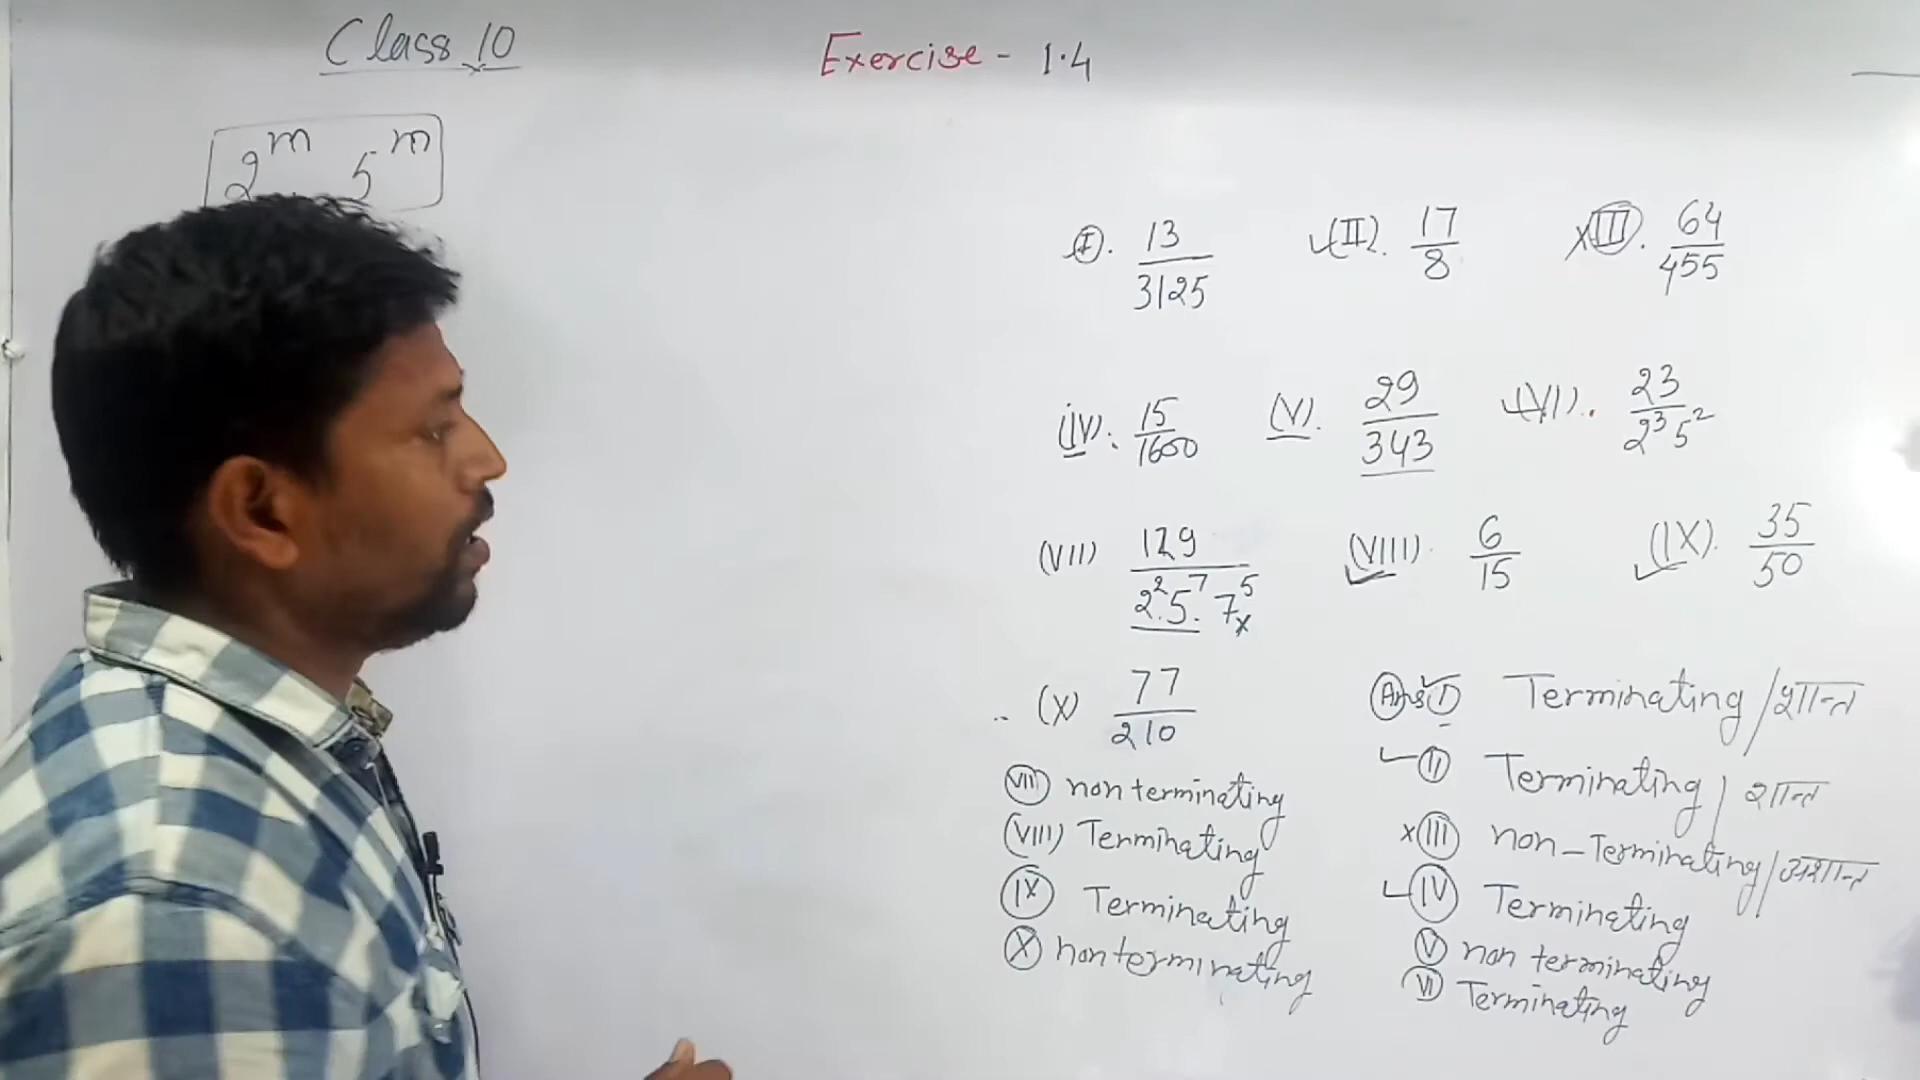 Class 10
Exercise - 1.4
2^m 5^m
(I). 13/3125 (II). 17/8 x(III). 64/455
(iv). 15/1600 (V). 29/343 (VI). 23/2^3 5^2
(VII) 129/2^2.5^7.7^5 x (VIII). 6/15 (IX). 35/50
(X) 77/210
Ans (I) Terminating / शान्त
(II) Terminating / शान्त
x(III) non-Terminating / अशान्त
(IV) Terminating
(V) non terminating
(VI) Terminating
(VII) non terminating
(VIII) Terminating
(IX) Terminating
(X) non terminating